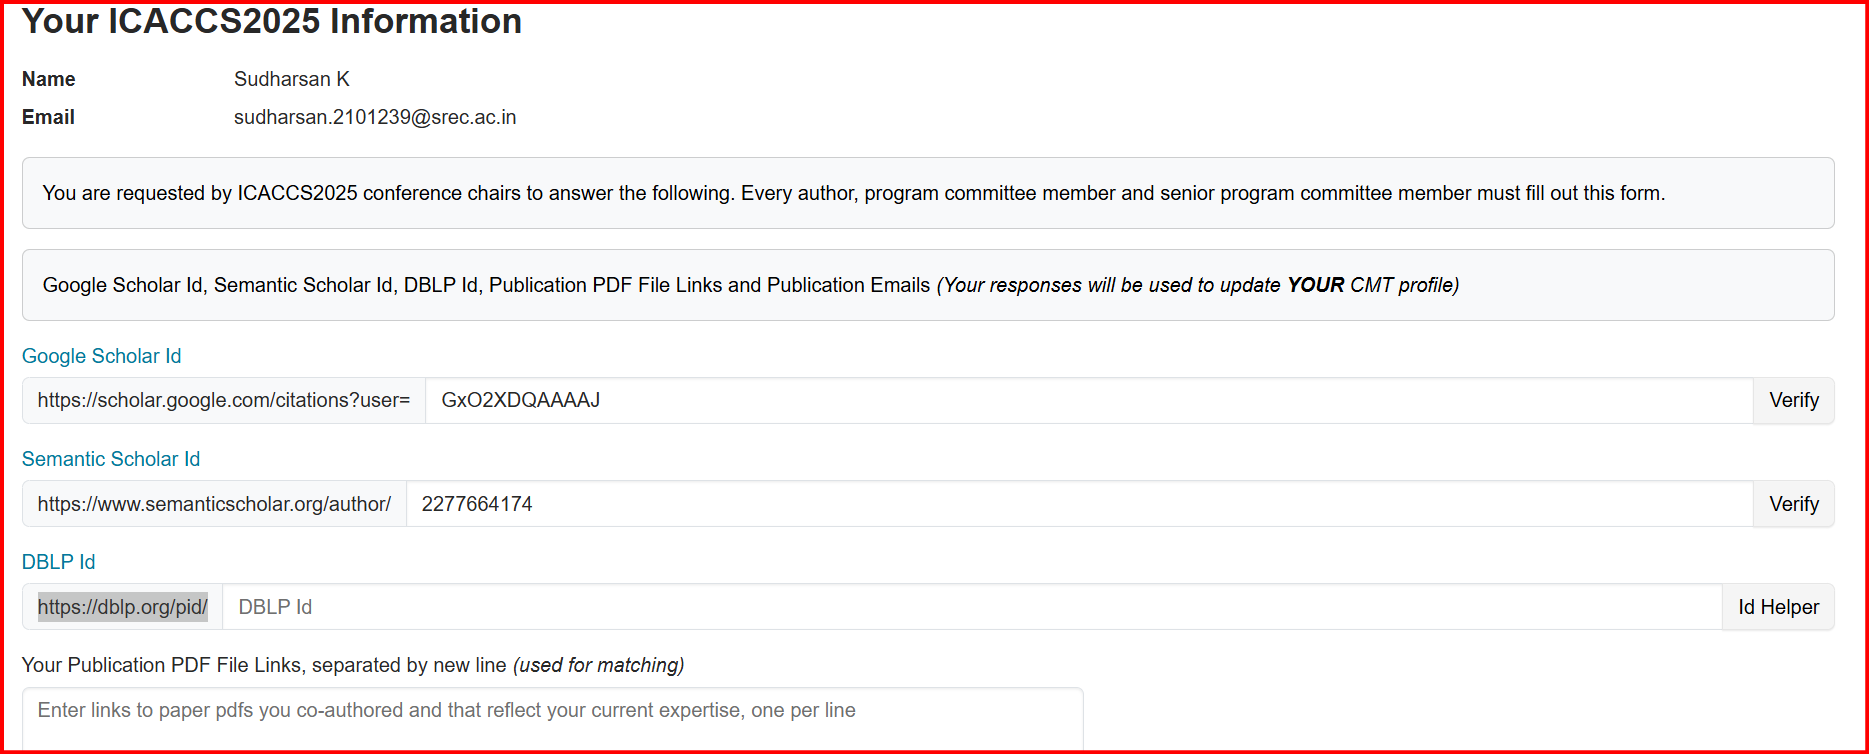 Your ICACCS2025 Information
Name Sudharsan K
Email sudharsan.2101239@srec.ac.in
You are requested by ICACCS2025 conference chairs to answer the following. Every author, program committee member and senior program committee member must fill out this form.
Google Scholar Id, Semantic Scholar Id, DBLP Id, Publication PDF File Links and Publication Emails (Your responses will be used to update YOUR CMT profile)
Google Scholar Id
https://scholar.google.com/citations?user= GxO2XDQAAAAJ Verify
Semantic Scholar Id
https://www.semanticscholar.org/author/ 2277664174 Verify
DBLP Id
https://dblp.org/pid/ DBLP Id Id Helper
Your Publication PDF File Links, separated by new line (used for matching)
Enter links to paper pdfs you co-authored and that reflect your current expertise, one per line